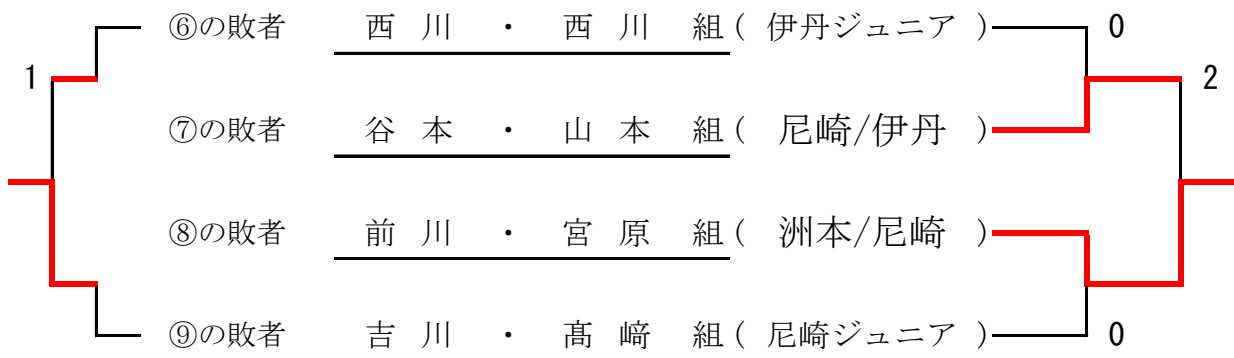 ⑥の敗者 西川・西川 組(伊丹ジュニア) 0
1 2
⑦の敗者 谷本・山本 組(尼崎/伊丹)
⑧の敗者 前川・宮原 組(洲本/尼崎)
⑨の敗者 吉川・髙﨑 組(尼崎ジュニア) 0